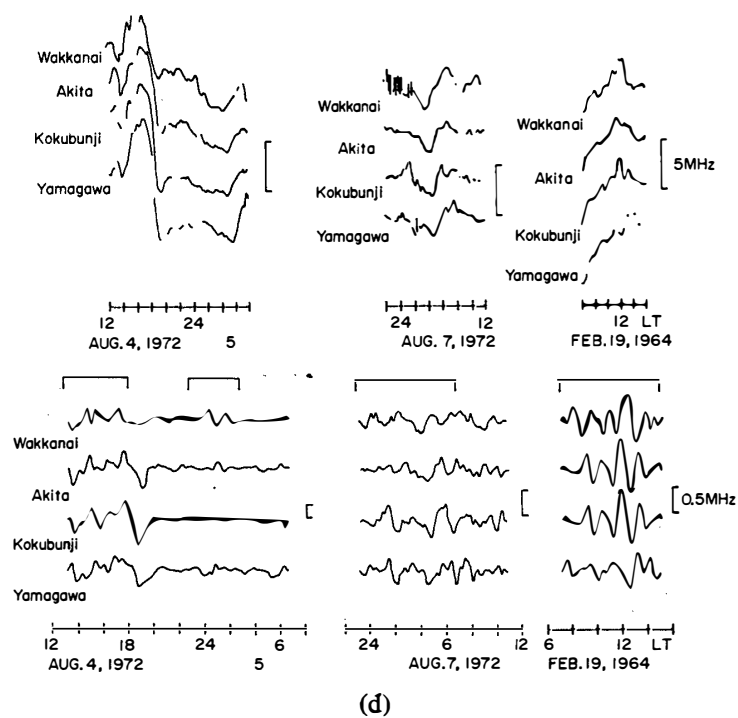 Wakkanai
Akita
Kokubunji
Yamagawa
Wakkanai
Akita
Kokubunji
Yamagawa
Wakkanai
Akita
Kokubunji
Yamagawa
5MHz
12 24
AUG. 4, 1972 5
24 12
AUG. 7, 1972
12 LT
FEB. 19, 1964
Wakkanai
Akita
Kokubunji
Yamagawa
0.5MHz
12 18 24 6
AUG. 4, 1972 5
24 6 12
AUG. 7, 1972
6 12 LT
FEB. 19, 1964
(d)